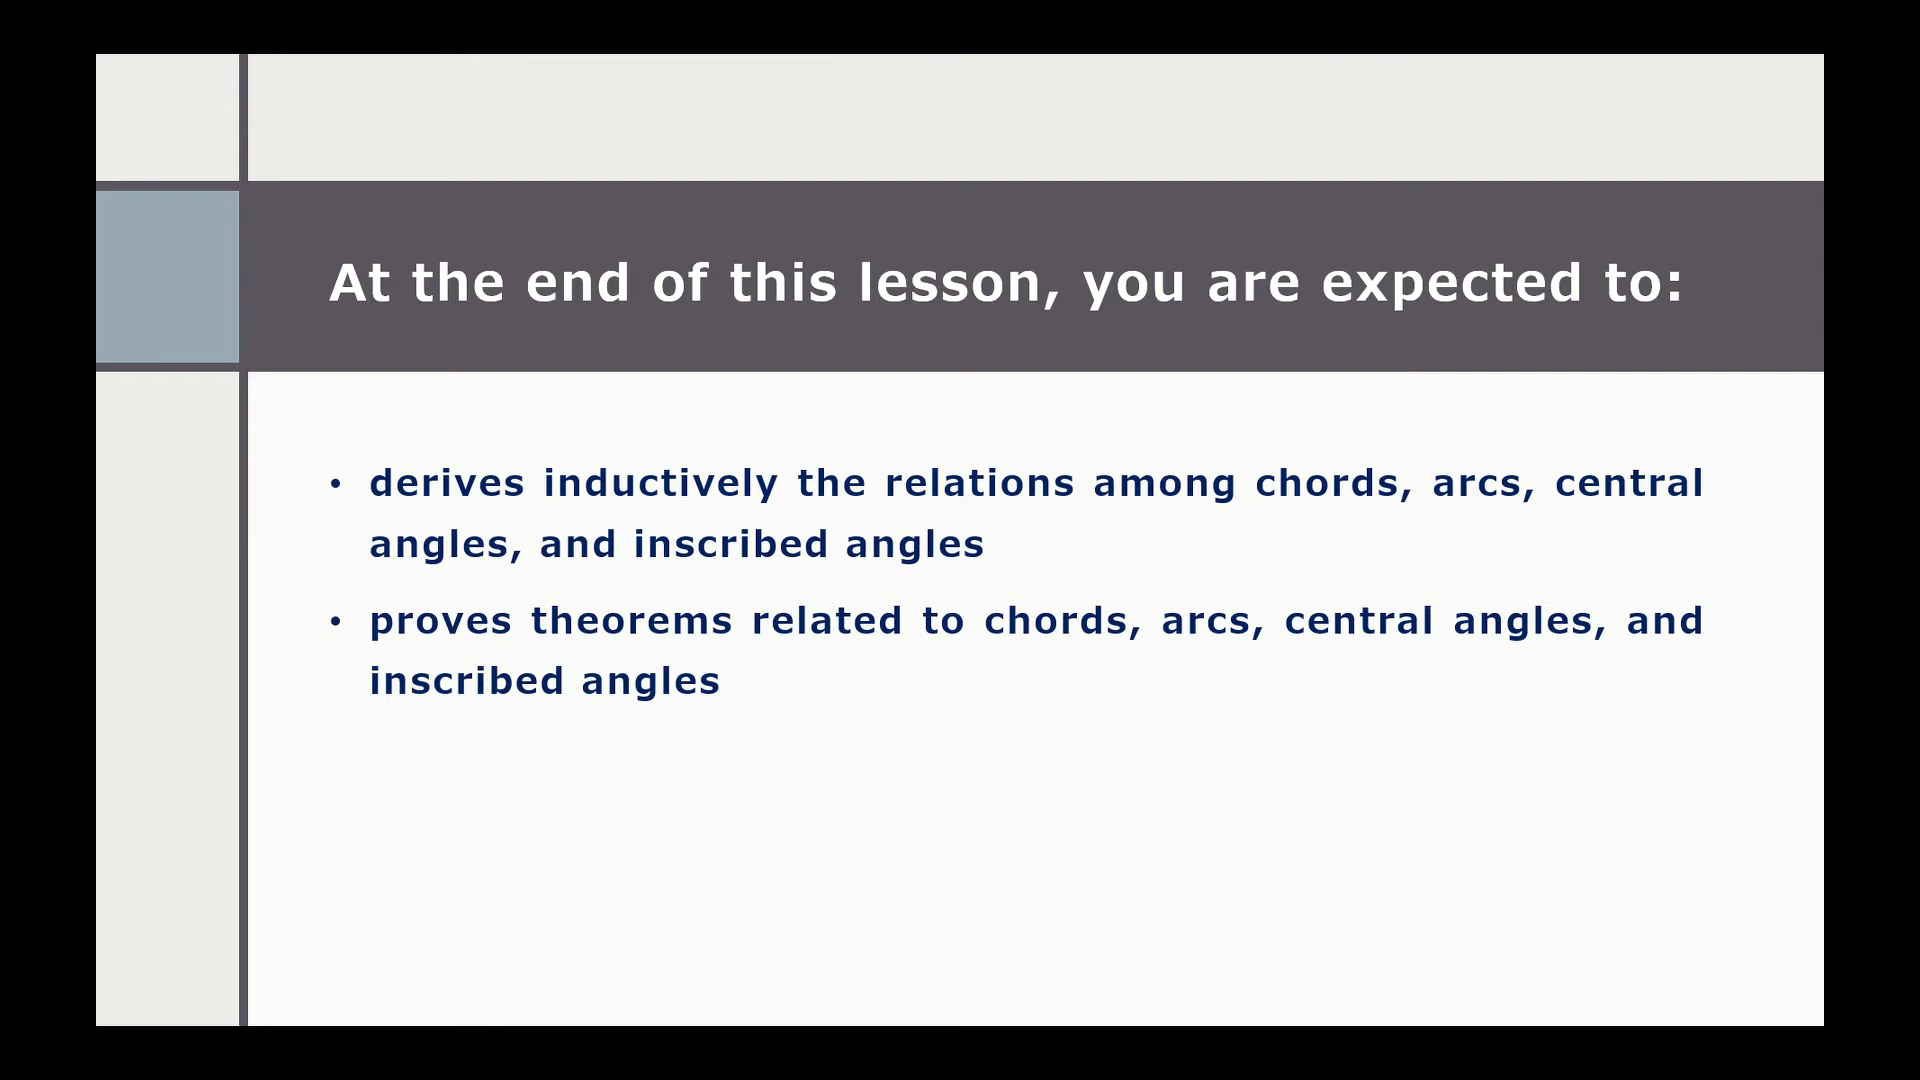 At the end of this lesson, you are expected to:
• derives inductively the relations among chords, arcs, central
angles, and inscribed angles
• proves theorems related to chords, arcs, central angles, and
inscribed angles